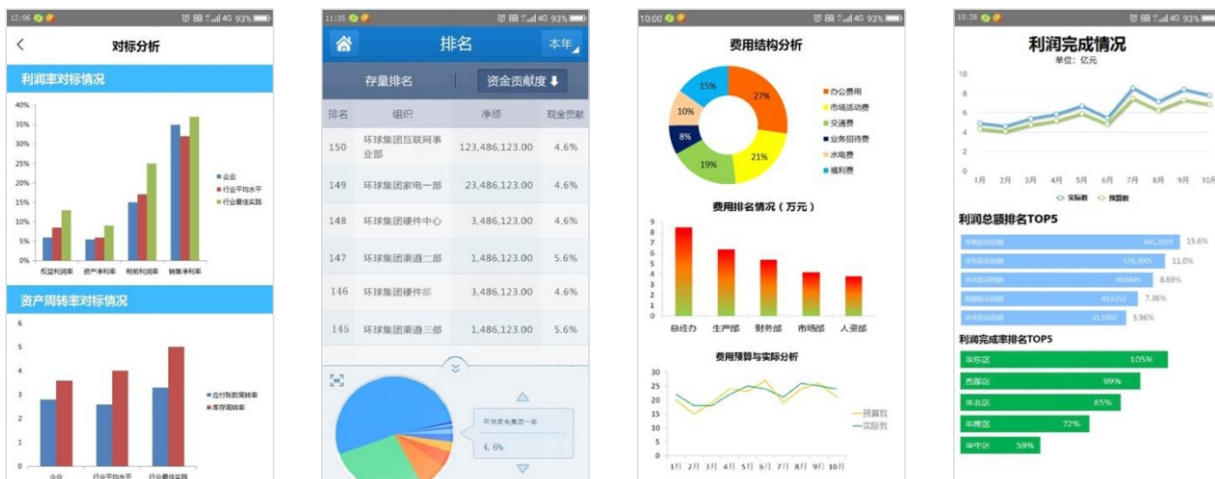 12:06
4G 93%
对标分析
利润率对标情况
40%
35%
30%
25%
20%
15%
10%
5%
0%
企业
行业平均水平
行业最佳实践
权益利润率 资产净利率 税前利润率 销售净利率
资产周转率对标情况
6
5
4
3
2
1
0
应付账款周转率
库存周转率
企业 行业平均水平 行业最佳实践
11:35
4G 93%
排名
本年
存量排名 资金贡献度
排名 组织 净额 现金贡献
150 环球集团互联网事业部 123,486,123.00 4.6%
149 环球集团家电一部 23,486,123.00 4.6%
148 环球集团硬件中心 3,486,123.00 4.6%
147 环球集团渠道二部 1,486,123.00 5.6%
146 环球集团硬件部 3,486,123.00 4.6%
145 环球集团渠道三部 1,486,123.00 5.6%
4.6%
10:00
4G 93%
费用结构分析
15%
27%
10%
8%
19%
21%
办公费用
市场活动费
交通费
业务招待费
水电费
福利费
费用排名情况（万元）
9
8
7
6
5
4
3
2
1
0
总经办 生产部 财务部 市场部 人资部
费用预算与实际分析
30
25
20
15
10
5
0
预算数
实际数
1月 2月 3月 4月 5月 6月 7月 8月 9月 10月
10:26
4G 93%
利润完成情况
单位：亿元
10
8
6
4
2
0
1月 2月 3月 4月 5月 6月 7月 8月 9月 10月
实际数 预算数
利润总额排名TOP5
15.6%
11.0%
8.69%
7.36%
5.96%
利润完成率排名TOP5
华东区 105%
西部区 99%
华北区 85%
华南区 72%
华中区 59%